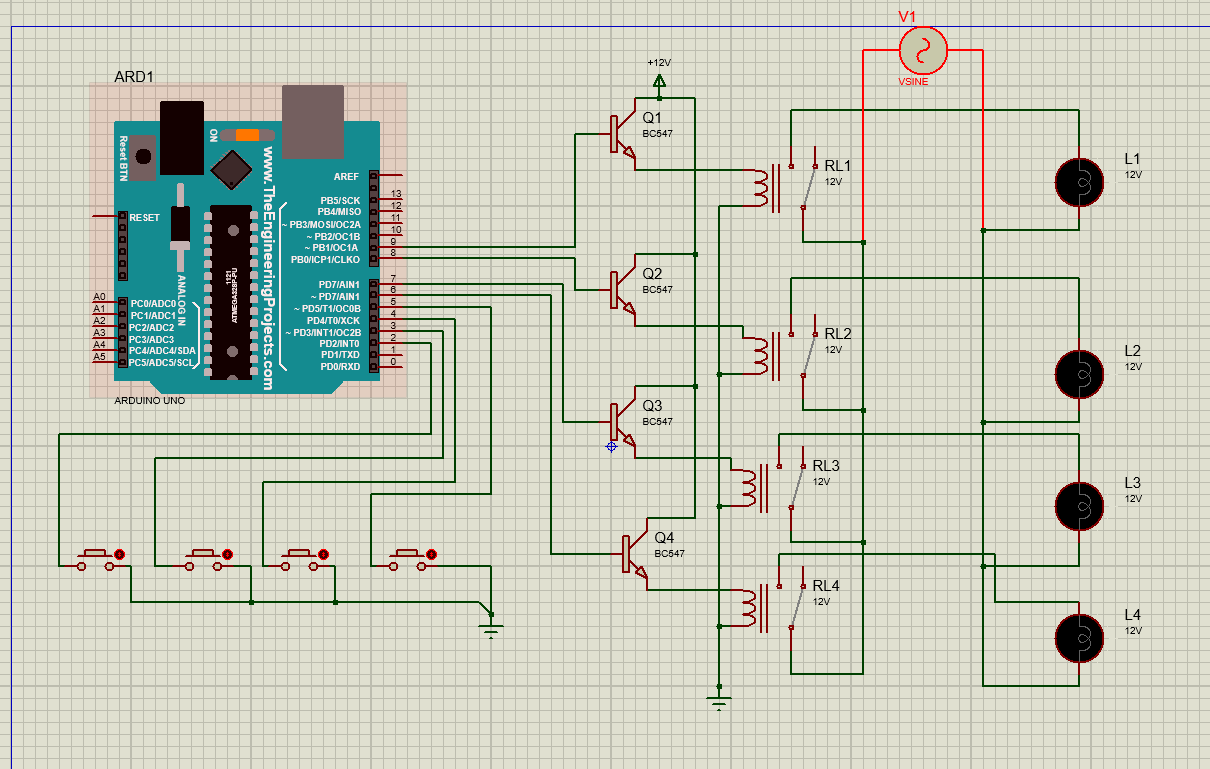 ARD1
Reset BTN
ON
www.TheEngineeringProjects.com
RESET
ANALOG IN
1121
ATMEGA328P-PU
AREF
PB5/SCK
13
PB4/MISO
12
~ PB3/MOSI/OC2A
11
~ PB2/OC1B
10
~ PB1/OC1A
9
PB0/ICP1/CLKO
8
PD7/AIN1
7
~ PD7/AIN1
6
~ PD5/T1/OC0B
5
PD4/T0/XCK
4
~ PD3/INT1/OC2B
3
PD2/INT0
2
PD1/TXD
1
PD0/RXD
0
A0
PC0/ADC0
A1
PC1/ADC1
A2
PC2/ADC2
A3
PC3/ADC3
A4
PC4/ADC4/SDA
A5
PC5/ADC5/SCL
ARDUINO UNO
+12V
Q1
BC547
Q2
BC547
Q3
BC547
Q4
BC547
V1
VSINE
RL1
12V
RL2
12V
RL3
12V
RL4
12V
L1
12V
L2
12V
L3
12V
L4
12V